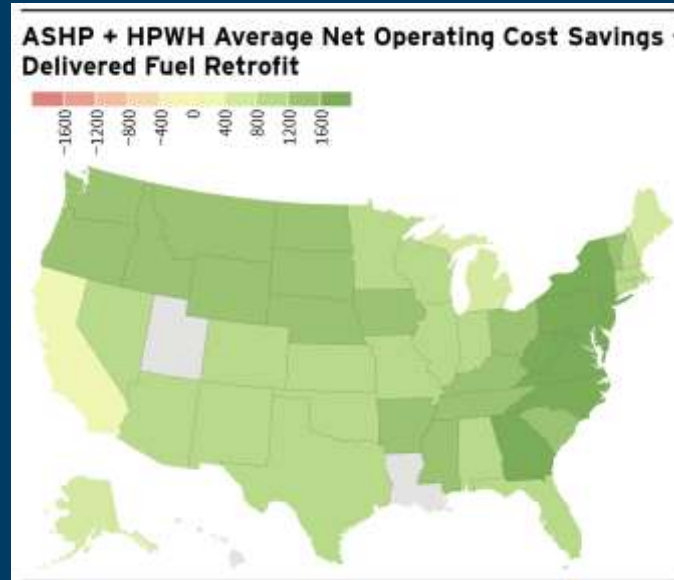 ASHP + HPWH Average Net Operating Cost Savings
Delivered Fuel Retrofit
-1600 -1200 -800 -400 0 400 800 1200 1600